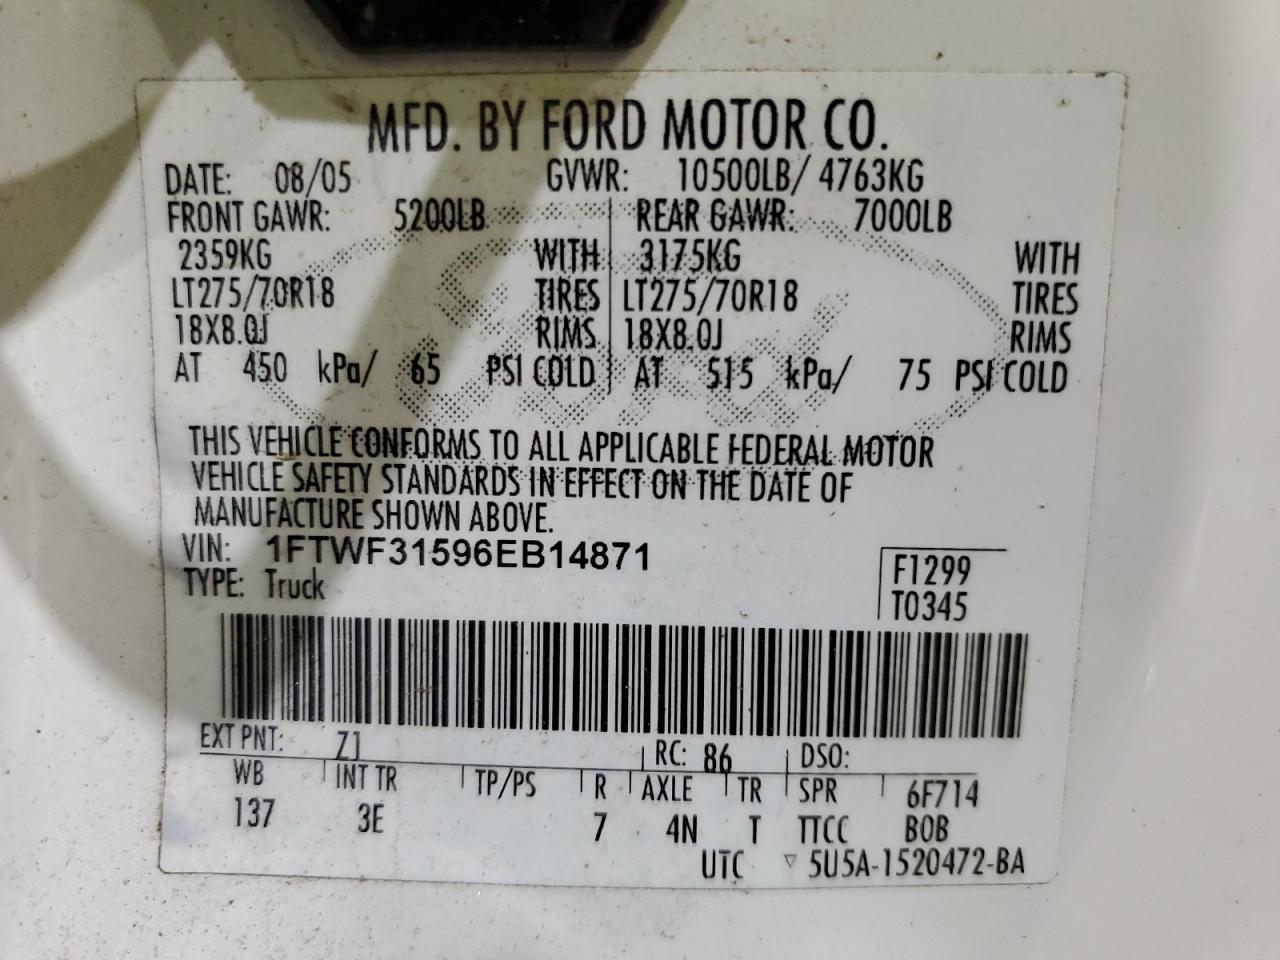 MFD. BY FORD MOTOR CO.
DATE: 08/05 GVWR: 10500LB/ 4763KG
FRONT GAWR: 5200LB REAR GAWR: 7000LB
2359KG WITH 3175KG WITH
LT275/70R18 TIRES LT275/70R18 TIRES
18X8.0J RIMS 18X8.0J RIMS
AT 450 kPa/ 65 PSI COLD AT 515 kPa/ 75 PSI COLD
THIS VEHICLE CONFORMS TO ALL APPLICABLE FEDERAL MOTOR
VEHICLE SAFETY STANDARDS IN EFFECT ON THE DATE OF
MANUFACTURE SHOWN ABOVE.
VIN: 1FTWF31596EB14871
TYPE: Truck F1299
T0345
EXT PNT: Z1 RC: 86 DSO:
WB INT TR TP/PS R AXLE TR SPR 6F714
137 3E 7 4N T TTCC BOB
UTC ▽ 5U5A-1520472-BA